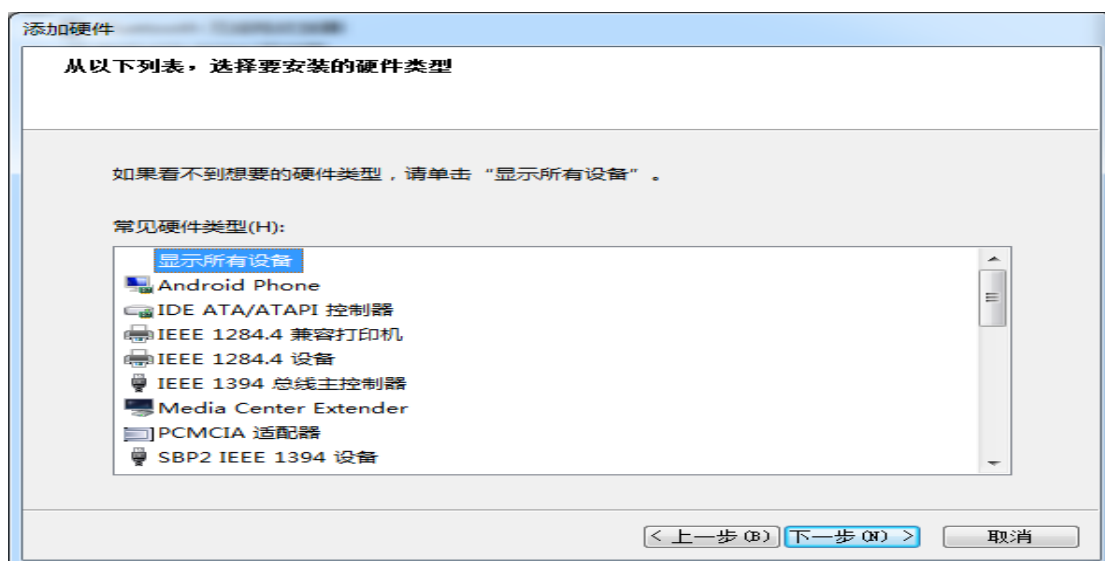 添加硬件
从以下列表，选择要安装的硬件类型
如果看不到想要的硬件类型，请单击“显示所有设备”。
常见硬件类型(H):
显示所有设备
Android Phone
IDE ATA/ATAPI 控制器
IEEE 1284.4 兼容打印机
IEEE 1284.4 设备
IEEE 1394 总线主控制器
Media Center Extender
PCMCIA 适配器
SBP2 IEEE 1394 设备
< 上一步(B) 下一步(N) > 取消